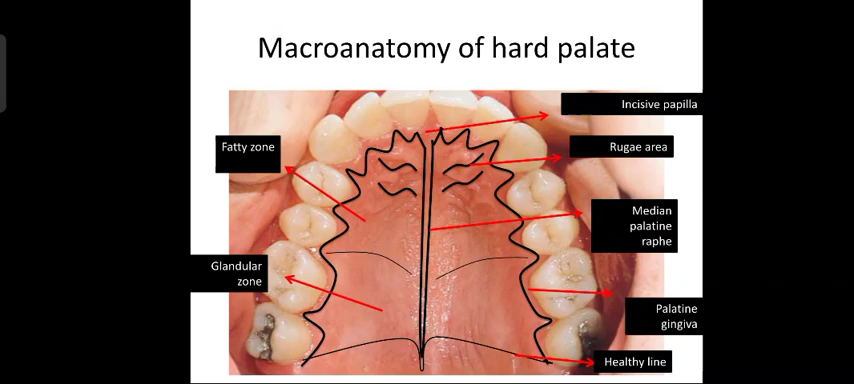 Macroanatomy of hard palate
Incisive papilla
Fatty zone
Rugae area
Median
palatine
raphe
Glandular
zone
Palatine
gingiva
Healthy line